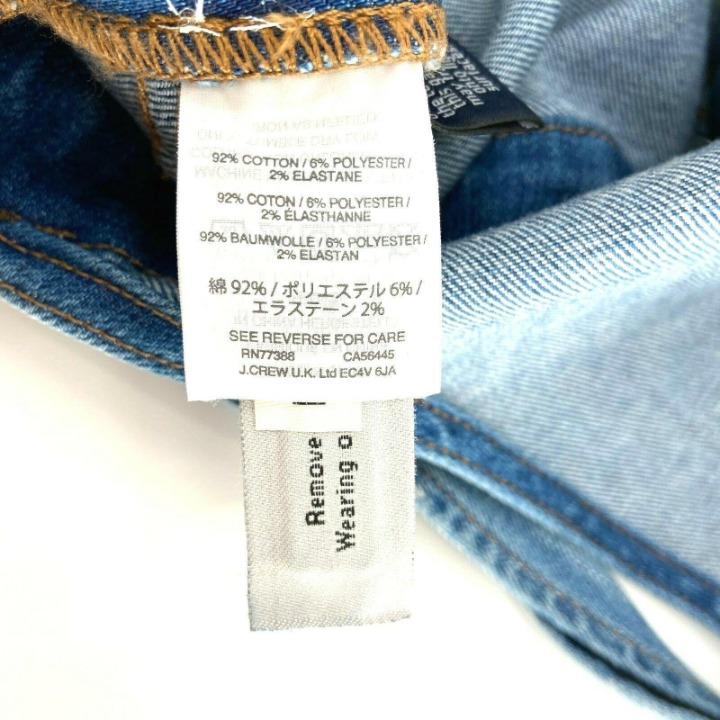 92% COTTON / 6% POLYESTER /
2% ELASTANE
92% COTON / 6% POLYESTER /
2% ÉLASTHANNE
92% BAUMWOLLE / 6% POLYESTER /
2% ELASTAN
綿 92% / ポリエステル 6% /
エラステーン 2%
SEE REVERSE FOR CARE
RN77388 CA56445
J.CREW U.K. Ltd EC4V 6JA
Remove
Wearing o